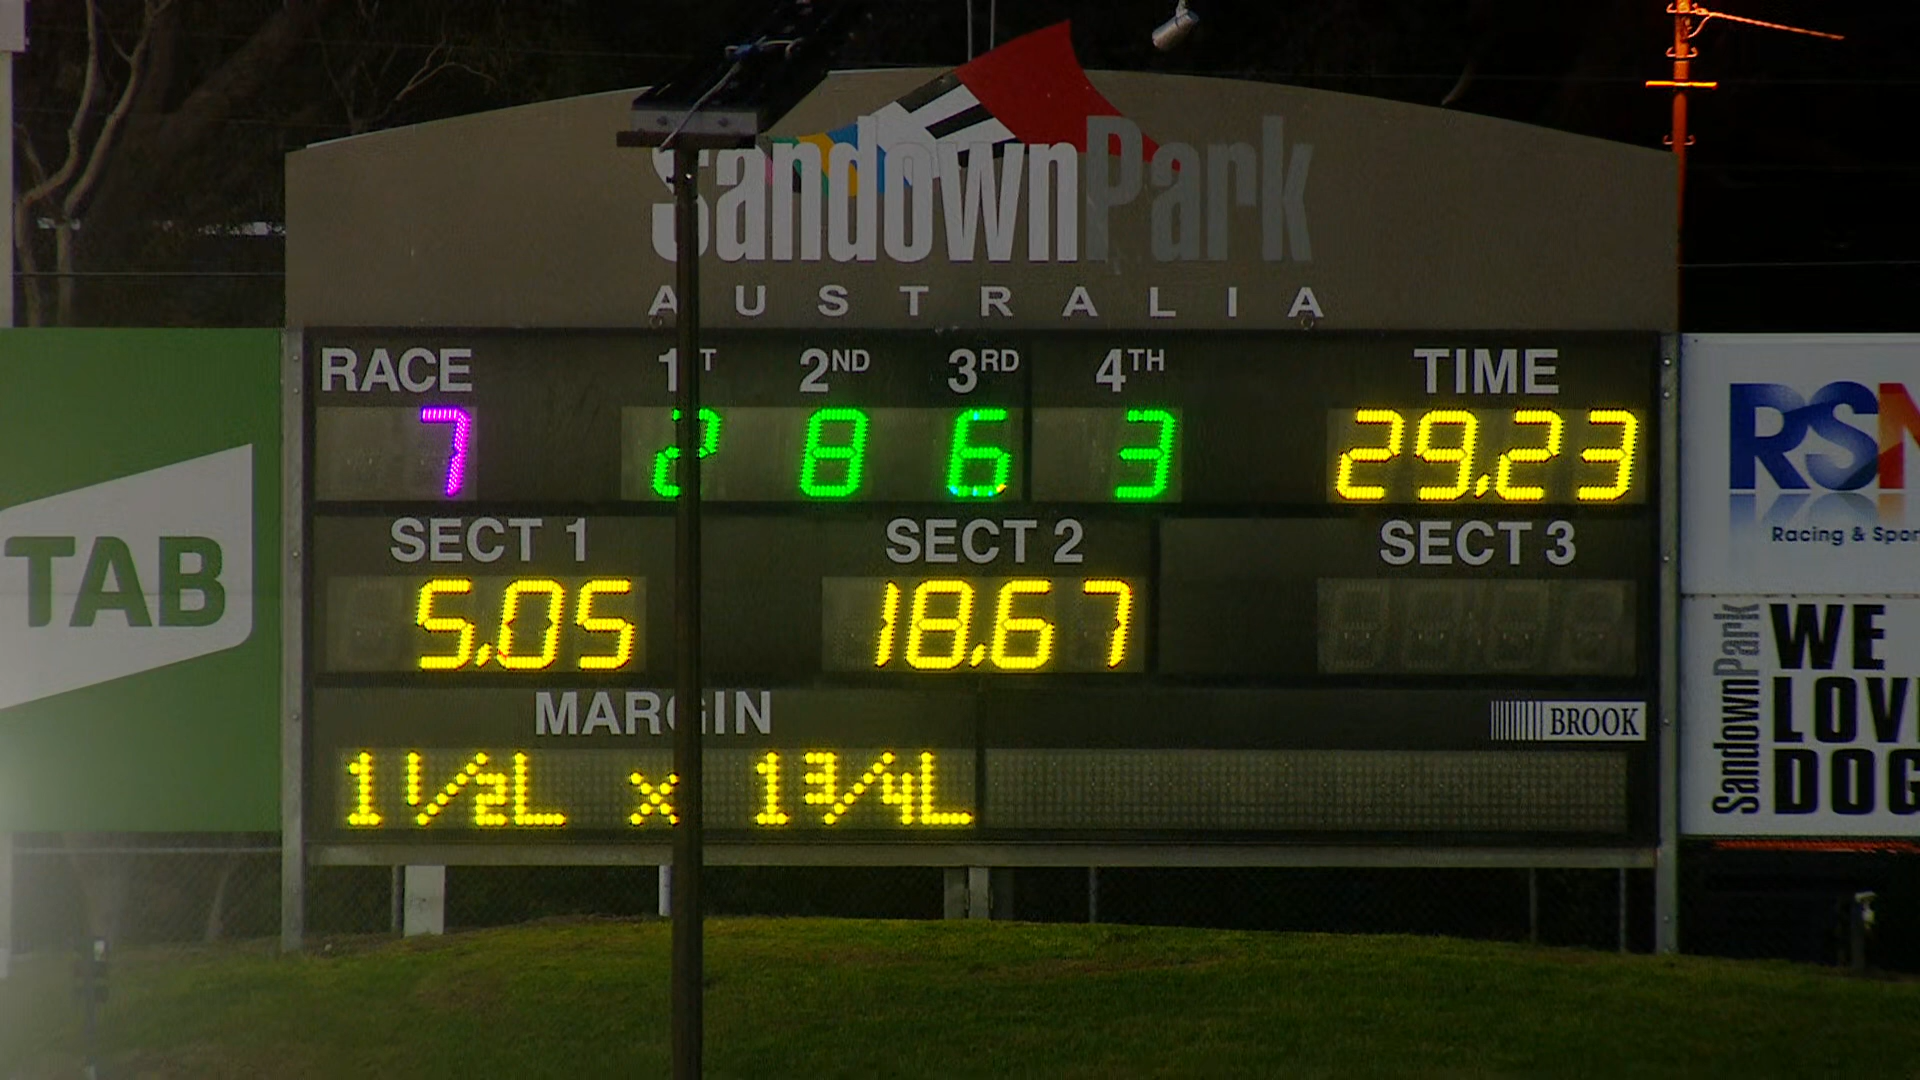 SandownPark
AUSTRALIA
RACE 1ST 2ND 3RD 4TH TIME
7 2 8 6 3 29.23
SECT 1 SECT 2 SECT 3
5.05 18.67
MARGIN
BROOK
1 1/2L x 1 3/4L
TAB
RSN
Racing & Spor
SandownPark
WE
LOV
DOG